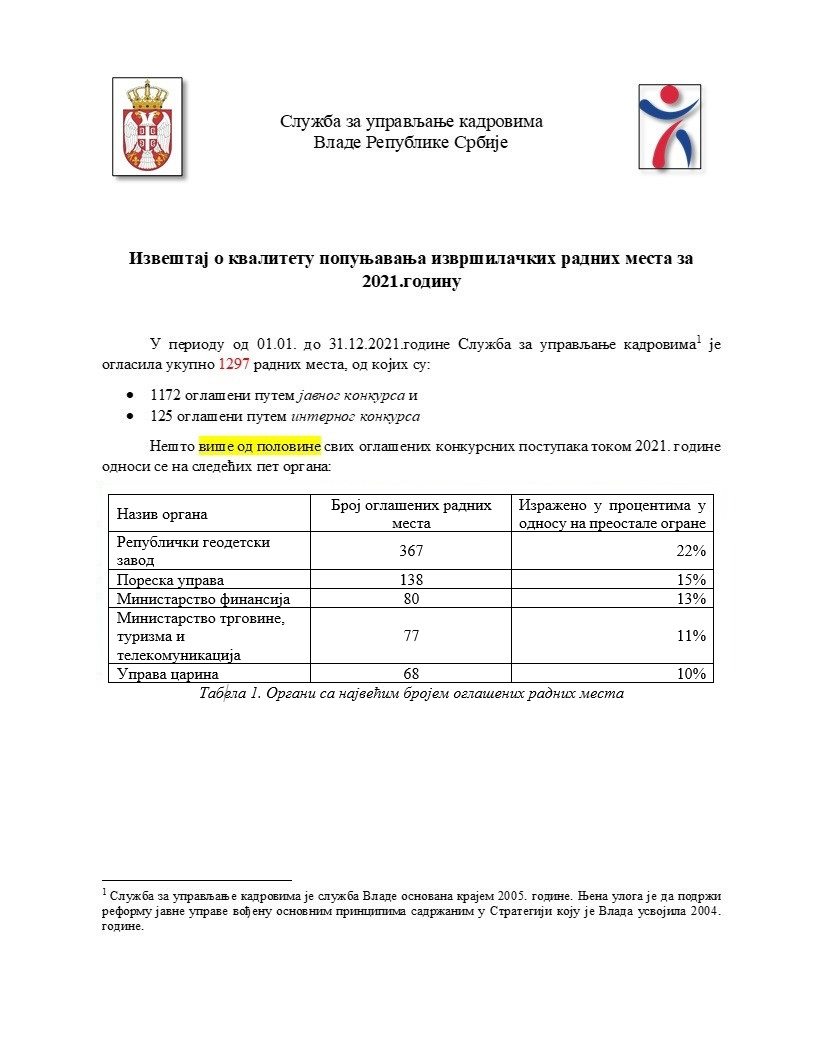 Служба за управљање кадровима
Владе Републике Србије
Извештај о квалитету попуњавања извршилачких радних места за
2021.годину
У периоду од 01.01. до 31.12.2021.године Служба за управљање кадровима1 је
огласила укупно 1297 радних места, од којих су:
• 1172 оглашени путем јавног конкурса и
• 125 оглашени путем интерног конкурса
Нешто више од половине свих оглашених конкурсних поступака током 2021. године
односи се на следећих пет органа:
Назив органа
Број оглашених радних
места
Изражено у процентима у
односу на преостале огране
Републички геодетски
завод
367
22%
Пореска управа
138
15%
Министарство финансија
80
13%
Министарство трговине,
туризма и
телекомуникација
77
11%
Управа царина
68
10%
Табела 1. Органи са највећим бројем оглашених радних места
1 Служба за управљање кадровима је служба Владе основана крајем 2005. године. Њена улога је да подржи
реформу јавне управе вођену основним принципима садржаним у Стратегији коју је Влада усвојила 2004.
године.